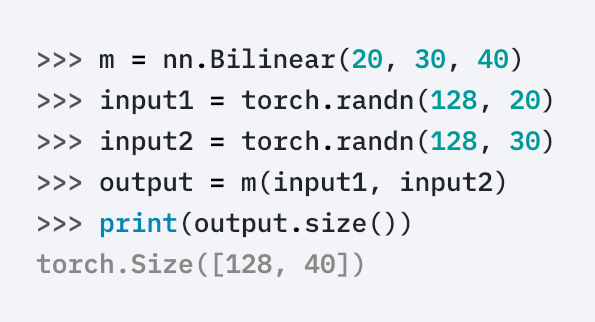 >>> m = nn.Bilinear(20, 30, 40)
>>> input1 = torch.randn(128, 20)
>>> input2 = torch.randn(128, 30)
>>> output = m(input1, input2)
>>> print(output.size())
torch.Size([128, 40])